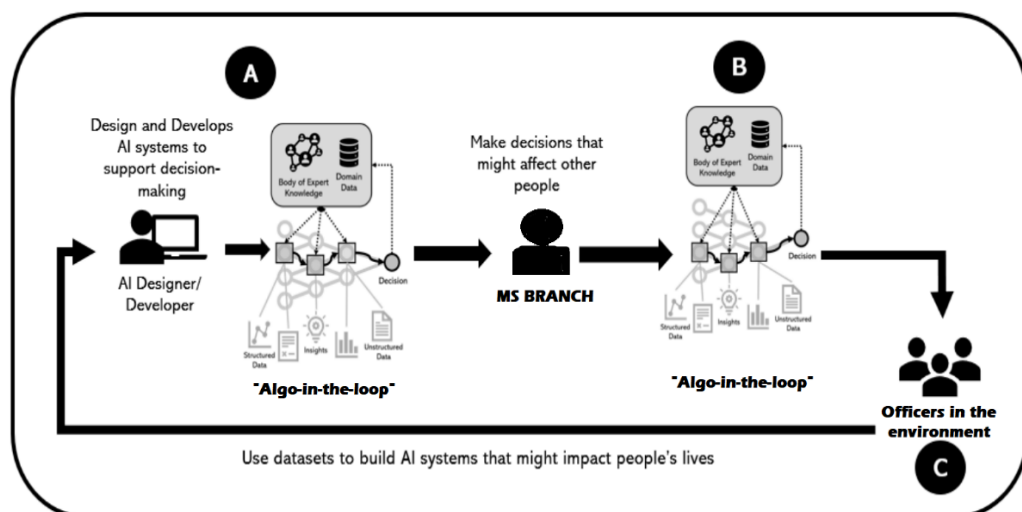 A
B
Design and Develops
AI systems to
support decision-
making
AI Designer/
Developer
Body of Expert
Knowledge
Domain
Data
Decision
Structured
Data
Insights
Unstructured
Data
"Algo-in-the-loop"
Make decisions that
might affect other
people
MS BRANCH
Body of Expert
Knowledge
Domain
Data
Decision
Structured
Data
Insights
Unstructured
Data
"Algo-in-the-loop"
Officers in the
environment
C
Use datasets to build AI systems that might impact people's lives